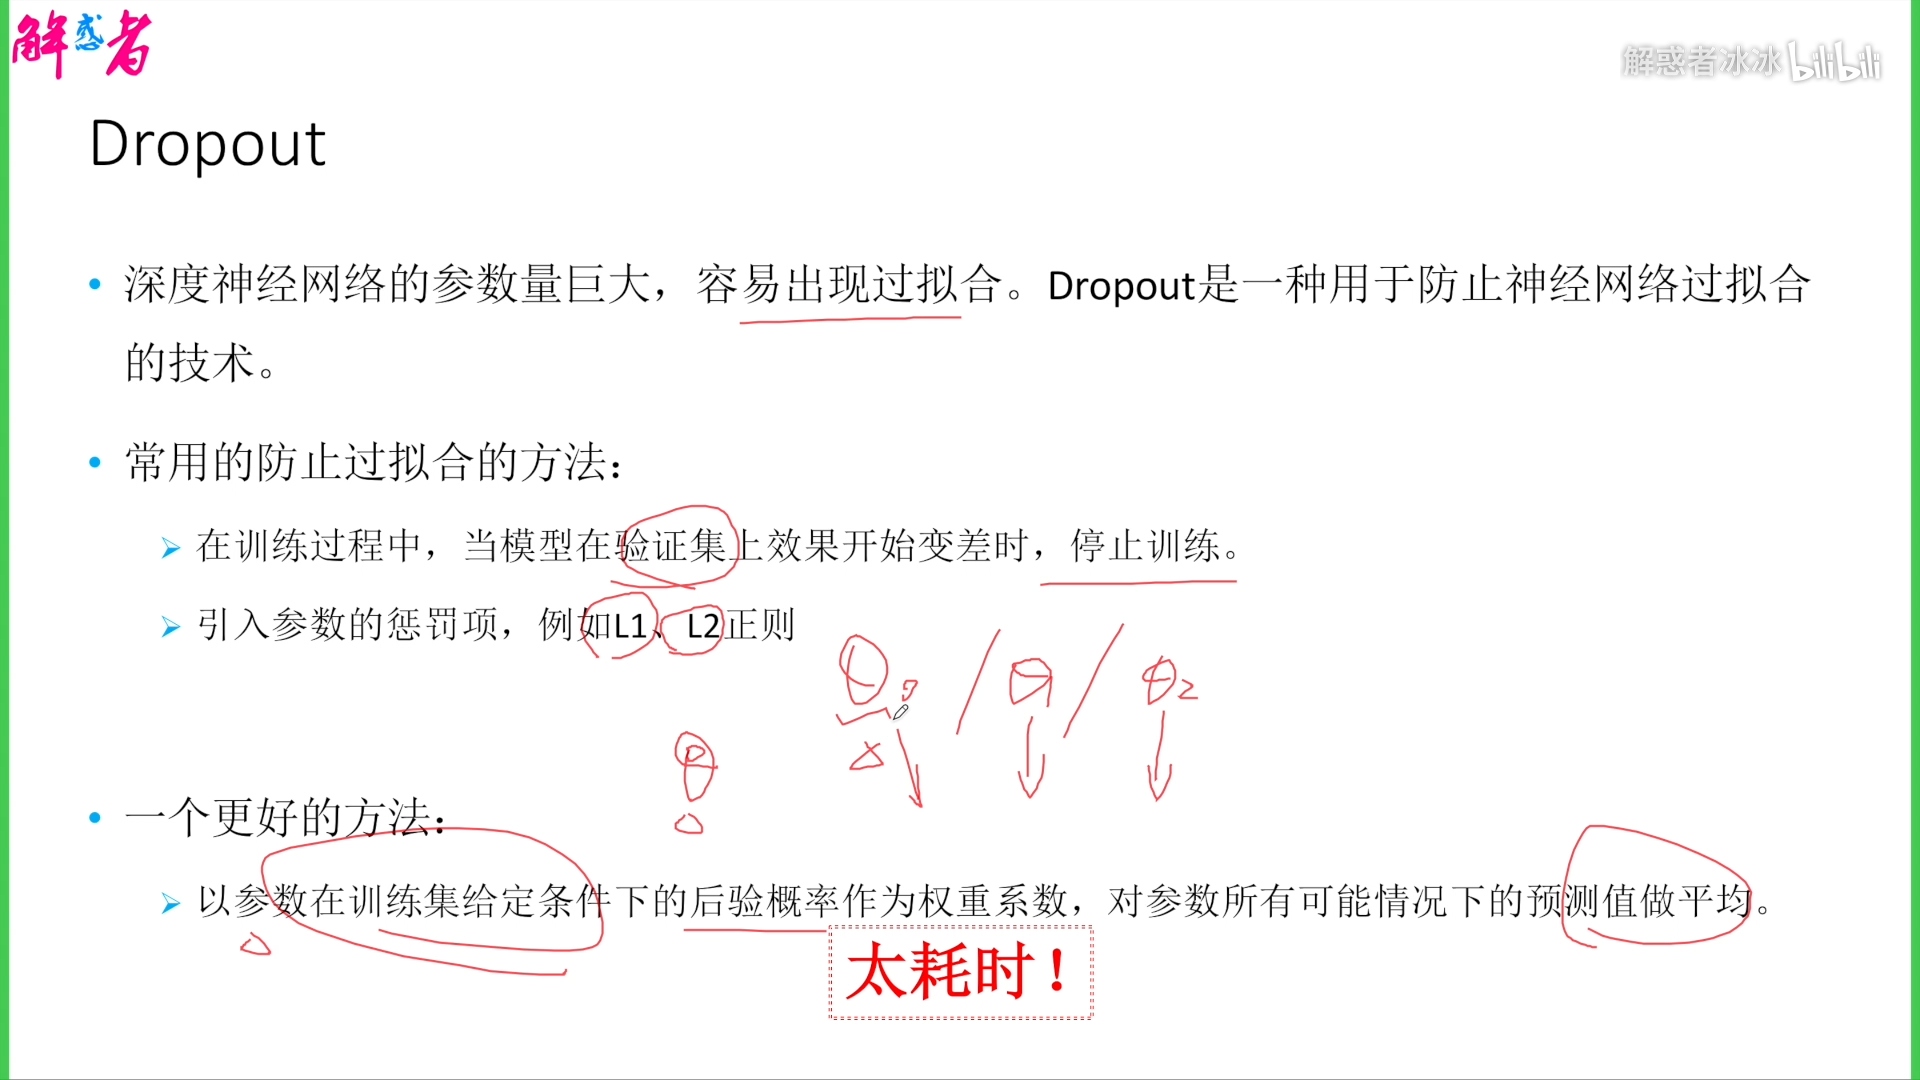 解惑者
解惑者冰冰 bilibili
Dropout
• 深度神经网络的参数量巨大，容易出现过拟合。Dropout是一种用于防止神经网络过拟合
的技术。
• 常用的防止过拟合的方法：
➢ 在训练过程中，当模型在验证集上效果开始变差时，停止训练。
➢ 引入参数的惩罚项，例如L1、L2正则
• 一个更好的方法：
➢ 以参数在训练集给定条件下的后验概率作为权重系数，对参数所有可能情况下的预测值做平均。
太耗时！